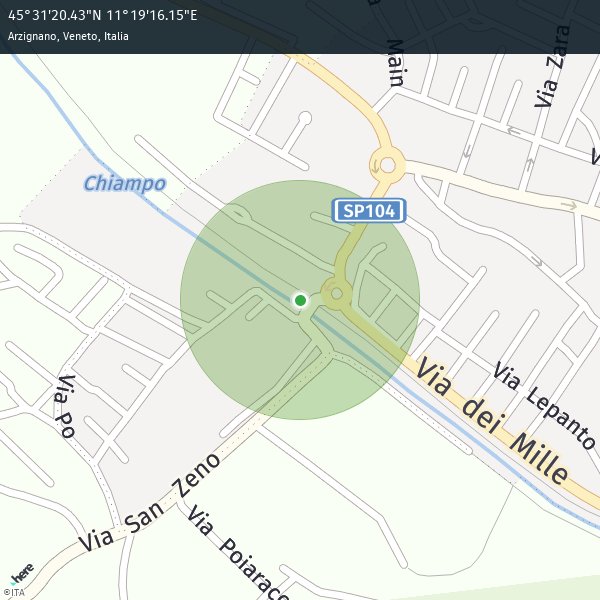 45°31'20.43"N 11°19'16.15"E
Arzignano, Veneto, Italia
Main
Via Zara
V
Chiampo
SP104
Via Lepanto
Via dei Mille
Via Po
Via San Zeno
Via Poiaracc
here
© ITA